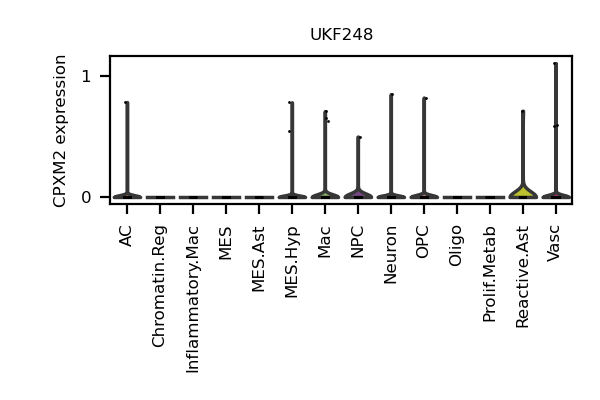 UKF248
CPXM2 expression
1
0
AC
Chromatin.Reg
Inflammatory.Mac
MES
MES.Ast
MES.Hyp
Mac
NPC
Neuron
OPC
Oligo
Prolif.Metab
Reactive.Ast
Vasc